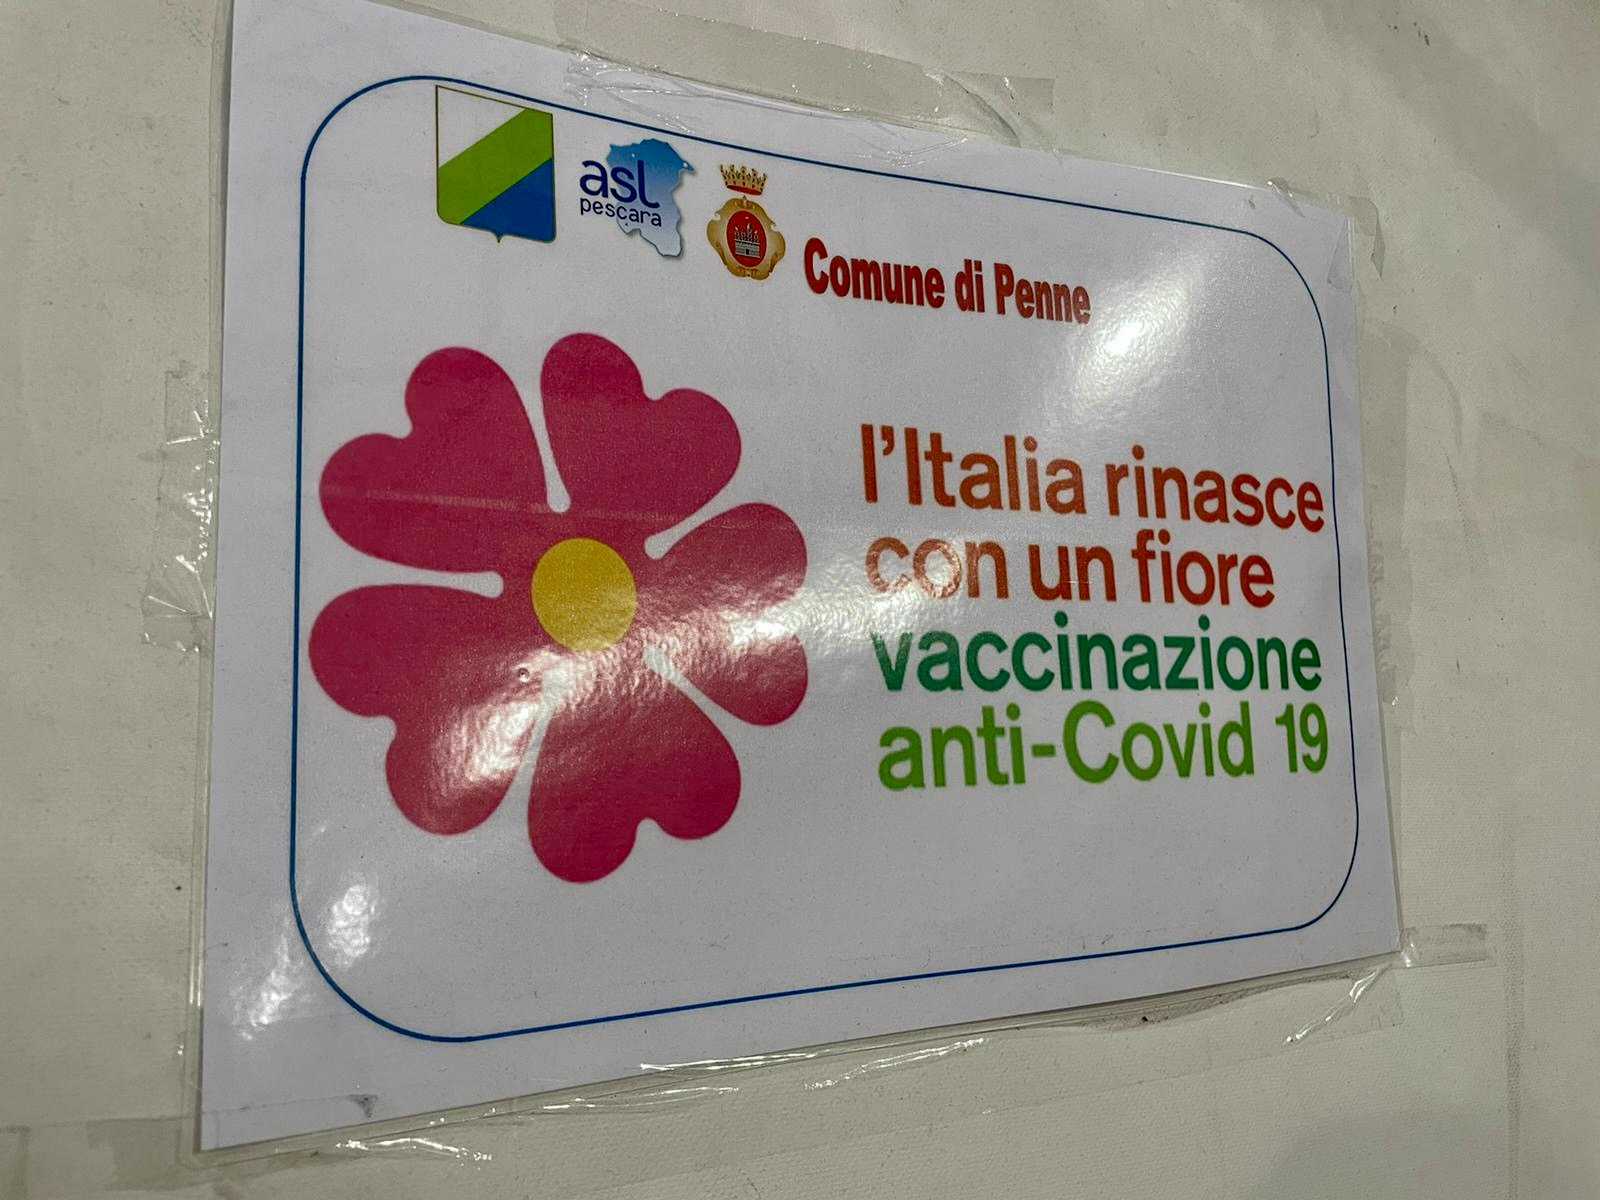 asl
pescara
Comune di Penne
l'Italia rinasce
con un fiore
vaccinazione
anti-Covid 19